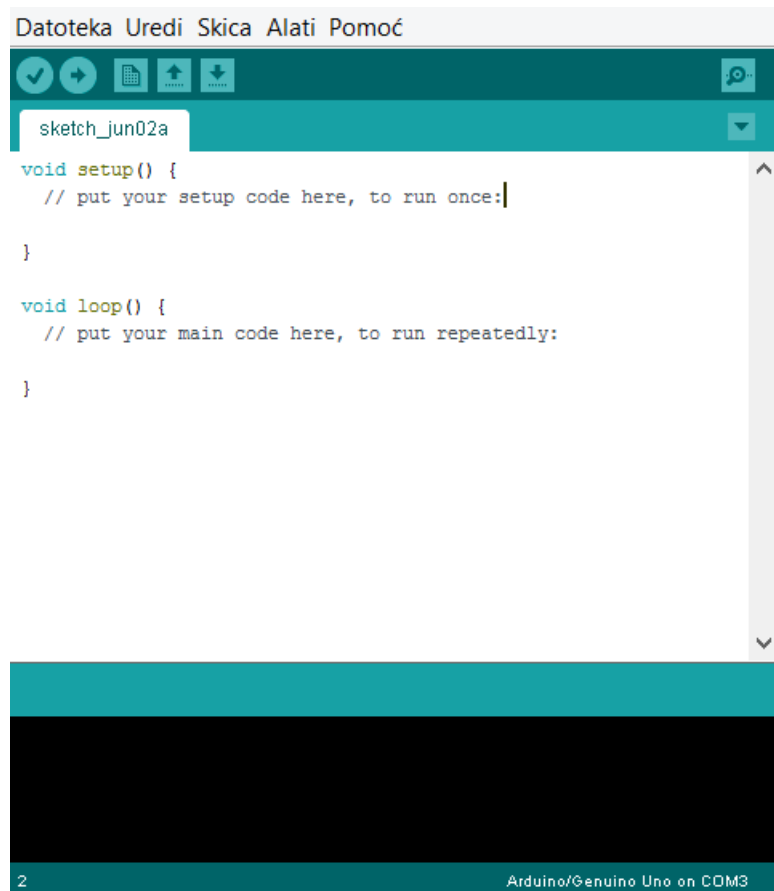 Datoteka Uredi Skica Alati Pomoć
sketch_jun02a
void setup() {
  // put your setup code here, to run once:

}

void loop() {
  // put your main code here, to run repeatedly:

}
2 Arduino/Genuino Uno on COM3